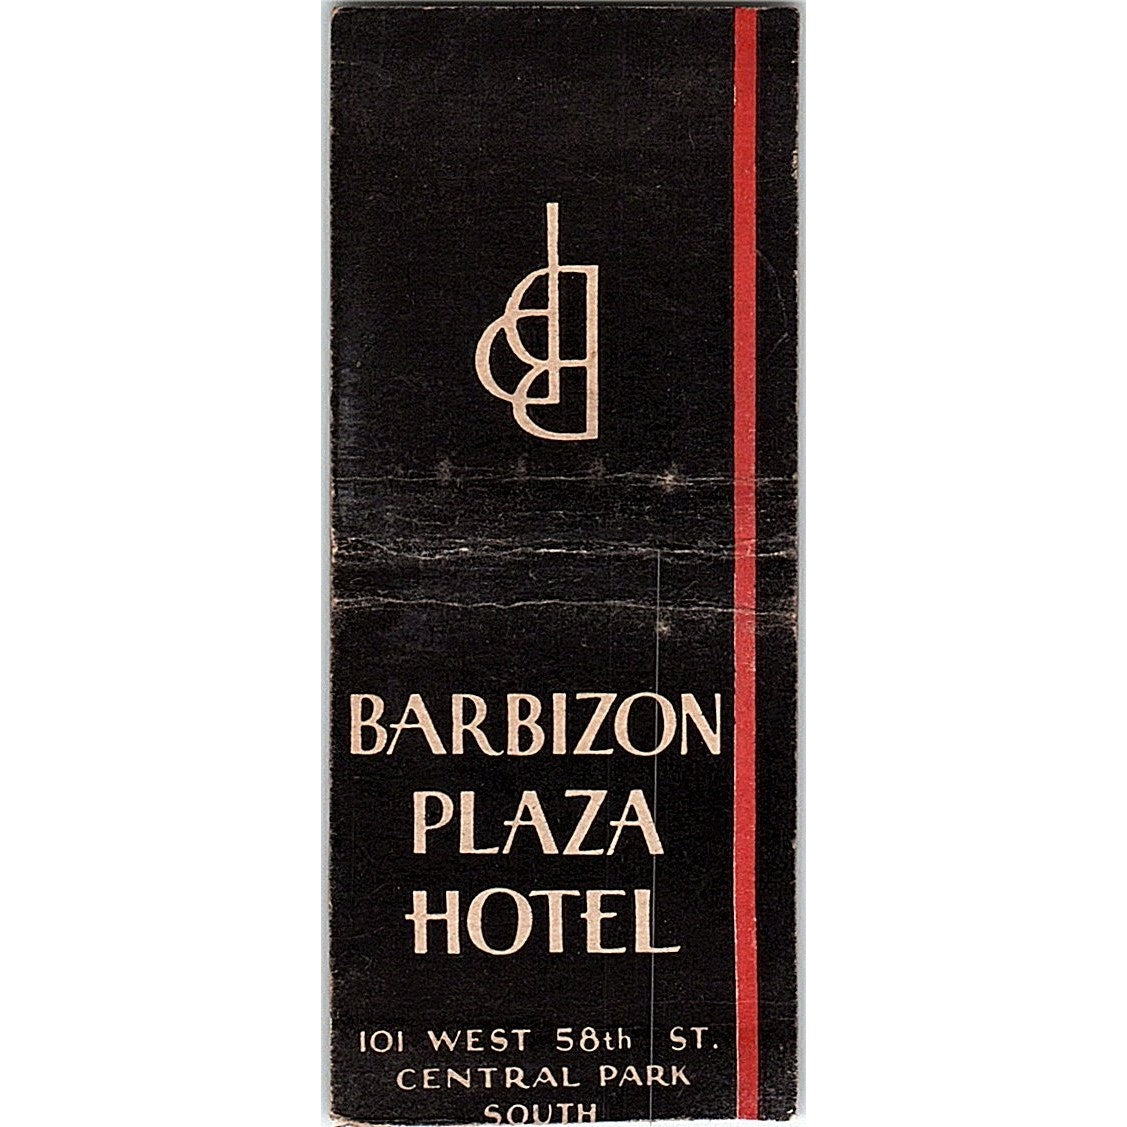 BARBIZON
PLAZA
HOTEL
101 WEST 58th ST.
CENTRAL PARK
SOUTH